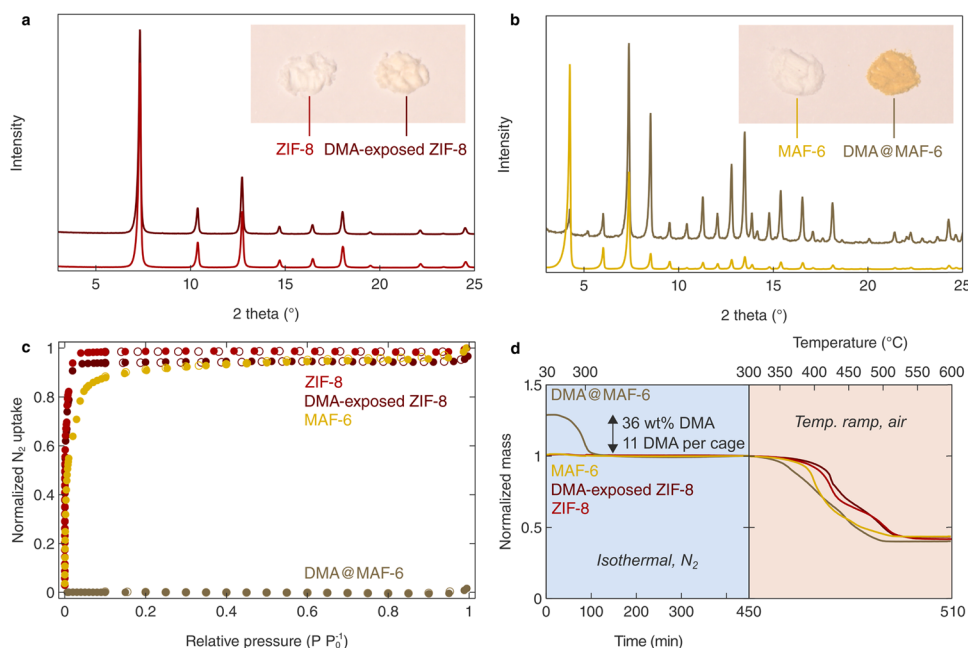 a
Intensity
ZIF-8 DMA-exposed ZIF-8
5 10 15 20 25
2 theta (°)
b
Intensity
MAF-6 DMA@MAF-6
5 10 15 20 25
2 theta (°)
c
Normalized N₂ uptake
1
0.8
0.6
0.4
0.2
0
ZIF-8
DMA-exposed ZIF-8
MAF-6
DMA@MAF-6
0 0.2 0.4 0.6 0.8 1
Relative pressure (P P₀⁻¹)
d
Temperature (°C)
30 300 300 400 450 500 600
Normalized mass
1.5
1
0.5
0
DMA@MAF-6
36 wt% DMA
11 DMA per cage
MAF-6
DMA-exposed ZIF-8
ZIF-8
Isothermal, N₂
Temp. ramp, air
0 100 200 300 450 510
Time (min)